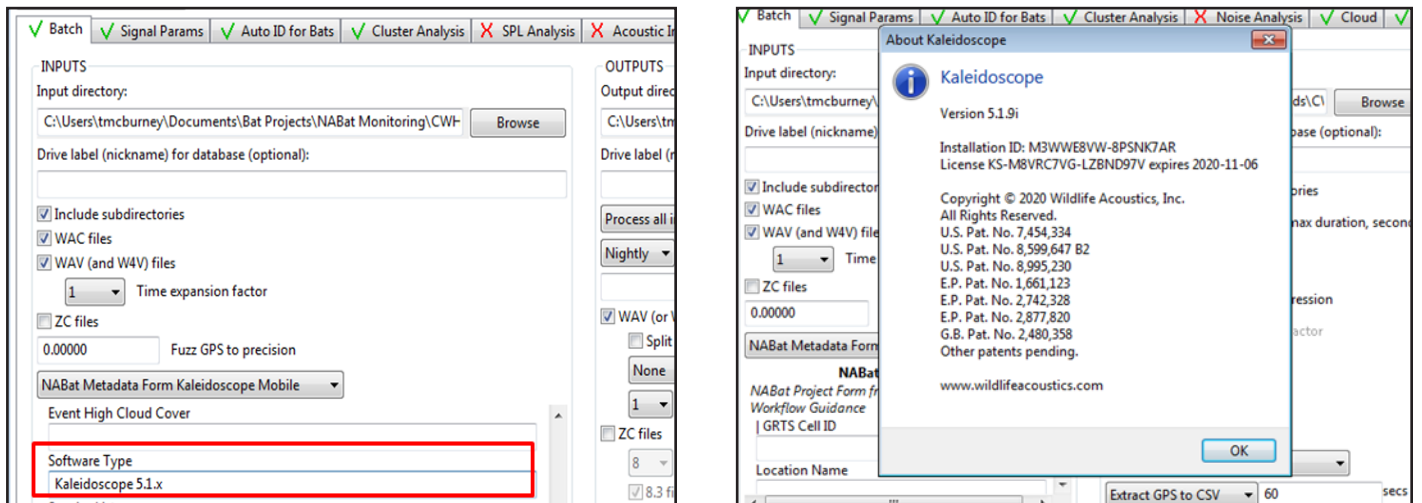 Batch
Signal Params
Auto ID for Bats
Cluster Analysis
SPL Analysis
Acoustic
INPUTS
Input directory:
C:\Users\tmcburney\Documents\Bat Projects\NABat Monitoring\CWH
Browse
Drive label (nickname) for database (optional):
Include subdirectories
WAC files
WAV (and W4V) files
1
Time expansion factor
ZC files
0.00000
Fuzz GPS to precision
NABat Metadata Form Kaleidoscope Mobile
Event High Cloud Cover
Software Type
Kaleidoscope 5.1.x
OUTPUTS
Output direc
C:\Users\tm
Drive label (r
Process all i
Nightly
WAV (or
Split
None
1
ZC files
8
8.3 fi
Batch
Signal Params
Auto ID for Bats
Cluster Analysis
Noise Analysis
Cloud
INPUTS
Input directory:
C:\Users\tmcburney\
Drive label (nickname)
Include subdirector
WAC files
WAV (and W4V) file
1
Time
ZC files
0.00000
NABat Metadata Form
NABat
NABat Project Form fr
Workflow Guidance
| GRTS Cell ID
Location Name
About Kaleidoscope
Kaleidoscope
Version 5.1.9i
Installation ID: M3WWE8VW-8PSNK7AR
License KS-M8VRC7VG-LZBND97V expires 2020-11-06
Copyright © 2020 Wildlife Acoustics, Inc.
All Rights Reserved.
U.S. Pat. No. 7,454,334
U.S. Pat. No. 8,599,647 B2
U.S. Pat. No. 8,995,230
E.P. Pat. No. 1,661,123
E.P. Pat. No. 2,742,328
E.P. Pat. No. 2,877,820
G.B. Pat. No. 2,480,358
Other patents pending.
www.wildlifeacoustics.com
OK
ds\C\
Browse
base (optional):
ories
max duration, secon
ression
actor
Extract GPS to CSV
60
secs